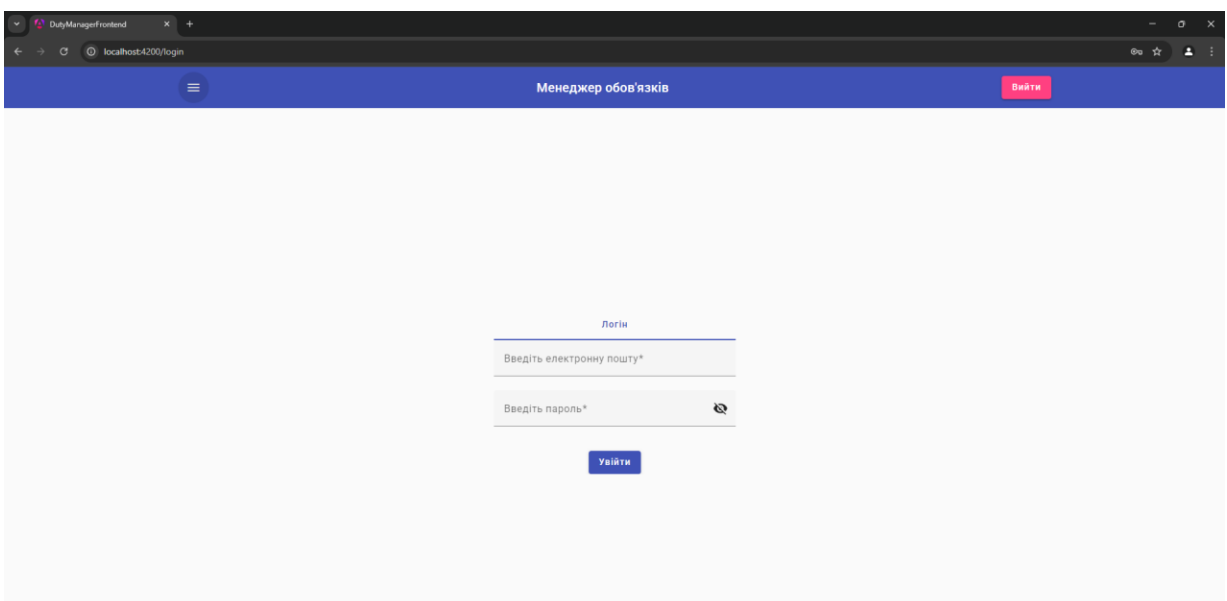 DutyManagerFrontend
localhost:4200/login
Менеджер обов'язків
Вийти
Логін
Введіть електронну пошту*
Введіть пароль*
Увійти